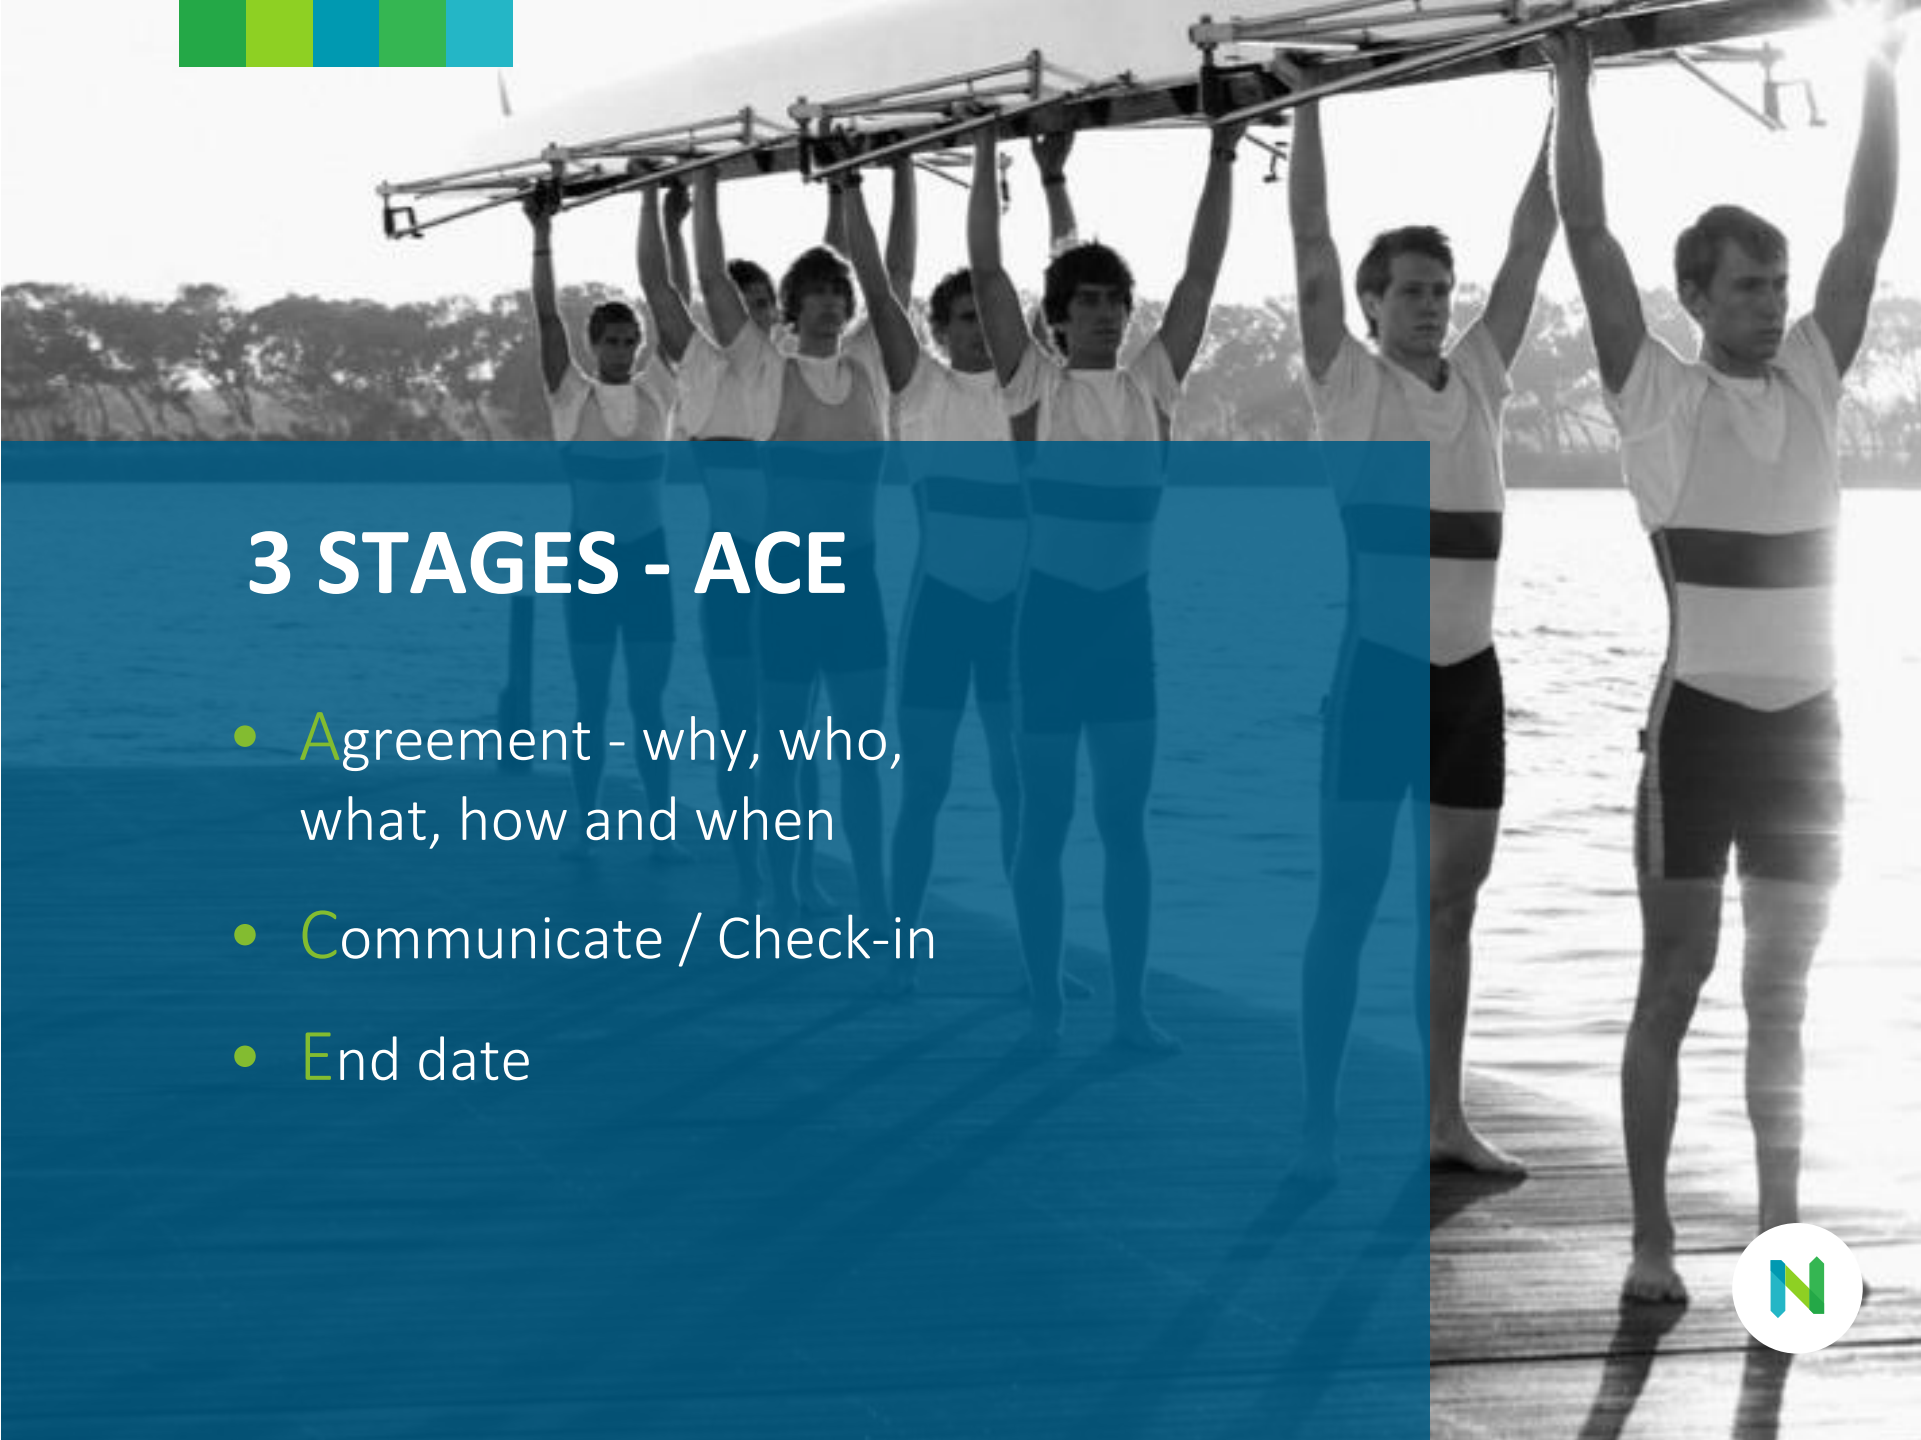 3 STAGES - ACE
• Agreement - why, who,
what, how and when
• Communicate / Check-in
• End date
N